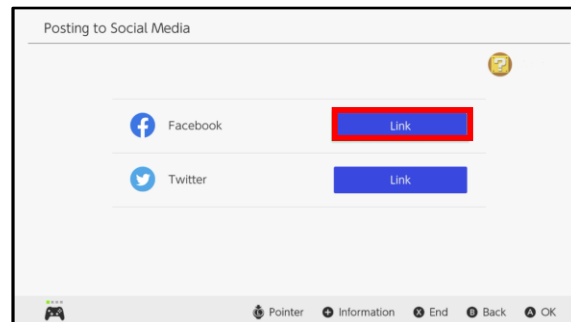 Posting to Social Media
?
Facebook Link
Twitter Link
Pointer + Information X End B Back A OK